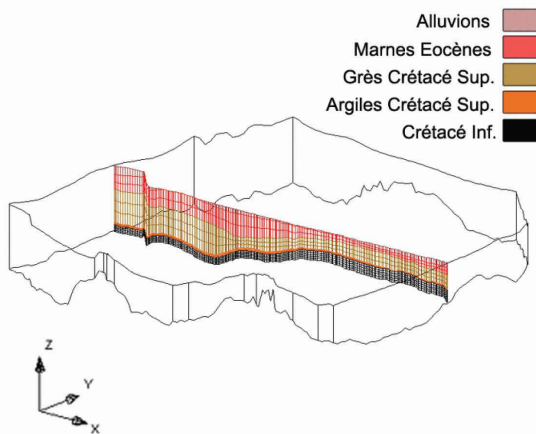 Alluvions
Marnes Eocènes
Grès Crétacé Sup.
Argiles Crétacé Sup.
Crétacé Inf.
Z
Y
X